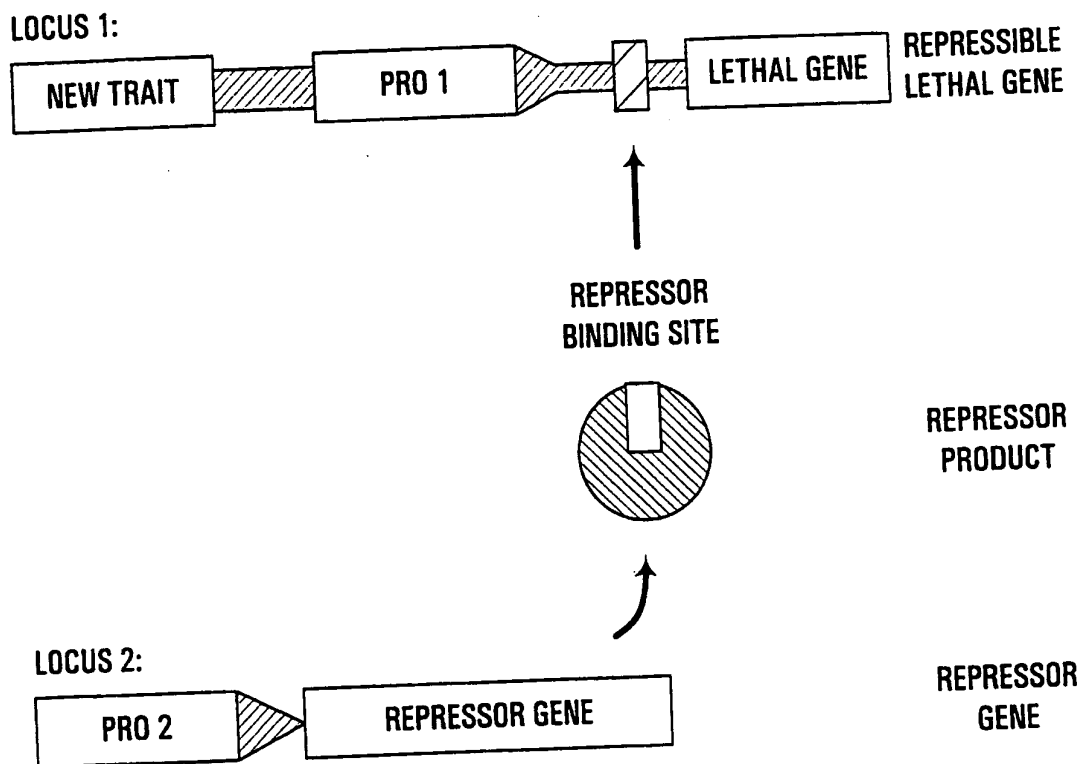 LOCUS 1:
NEW TRAIT
PRO 1
LETHAL GENE
REPRESSIBLE
LETHAL GENE
REPRESSOR
BINDING SITE
REPRESSOR
PRODUCT
LOCUS 2:
PRO 2
REPRESSOR GENE
REPRESSOR
GENE